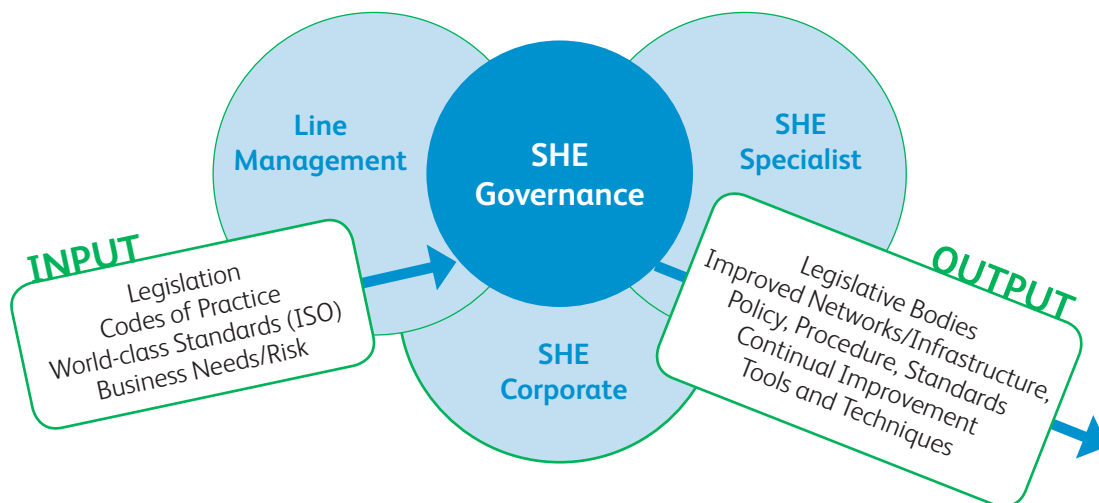 Line
Management
SHE
Governance
SHE
Specialist
INPUT
Legislation
Codes of Practice
World-class Standards (ISO)
Business Needs/Risk
SHE
Corporate
OUTPUT
Legislative Bodies
Improved Networks/Infrastructure,
Policy, Procedure, Standards
Continual Improvement
Tools and Techniques